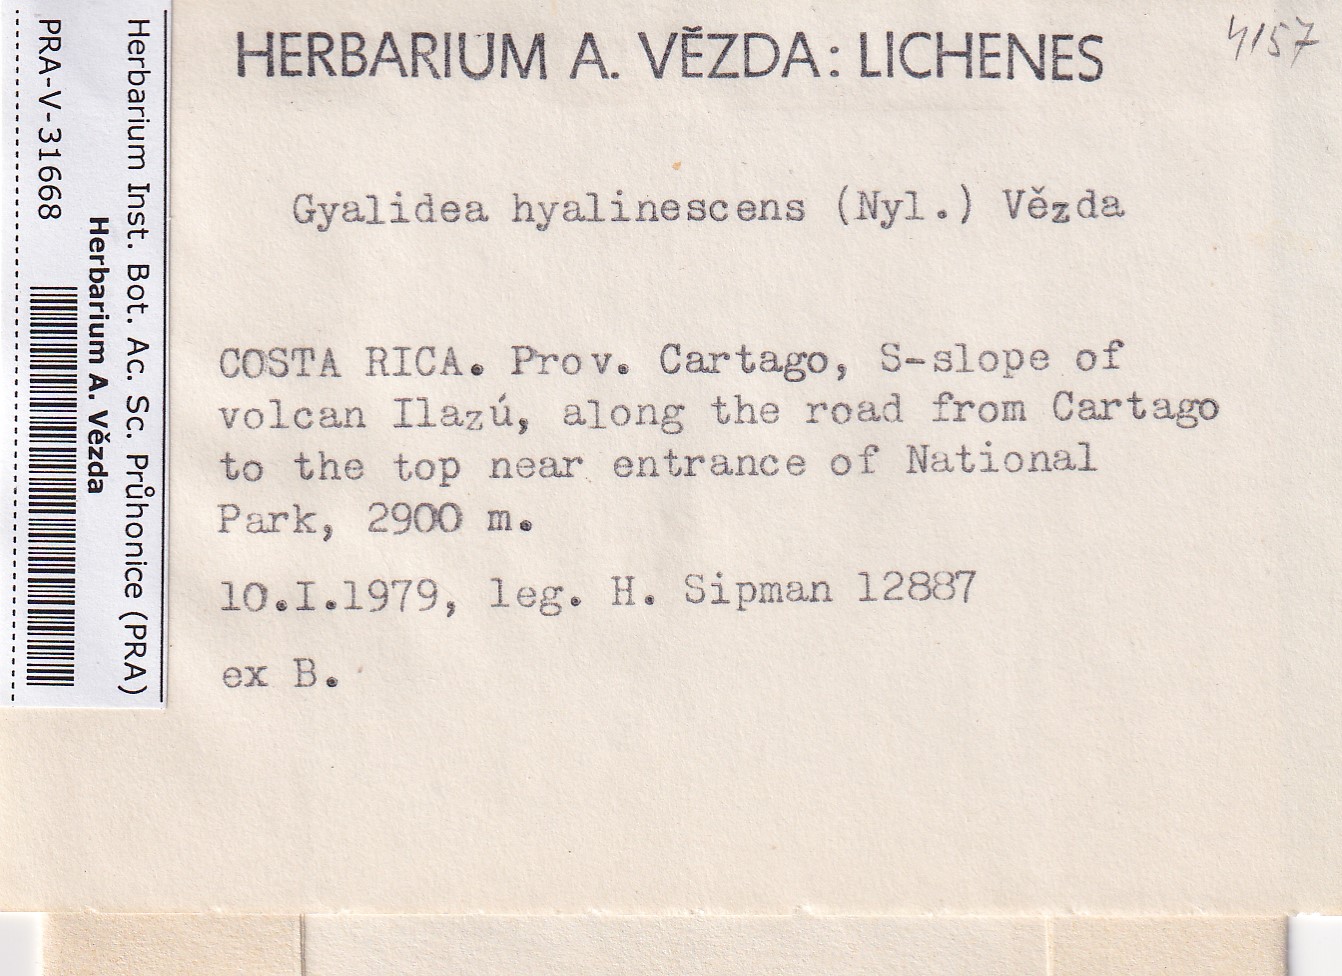 HERBARIUM A. VĚZDA: LICHENES
4157
Gyalidea hyalinescens (Nyl.) Vězda
COSTA RICA. Prov. Cartago, S-slope of
volcan Ilazú, along the road from Cartago
to the top near entrance of National
Park, 2900 m.
10.I.1979, leg. H. Sipman 12887
ex B.
Herbarium Inst. Bot. Ac. Sc. Průhonice (PRA)
Herbarium A. Vězda
PRA-V-31668